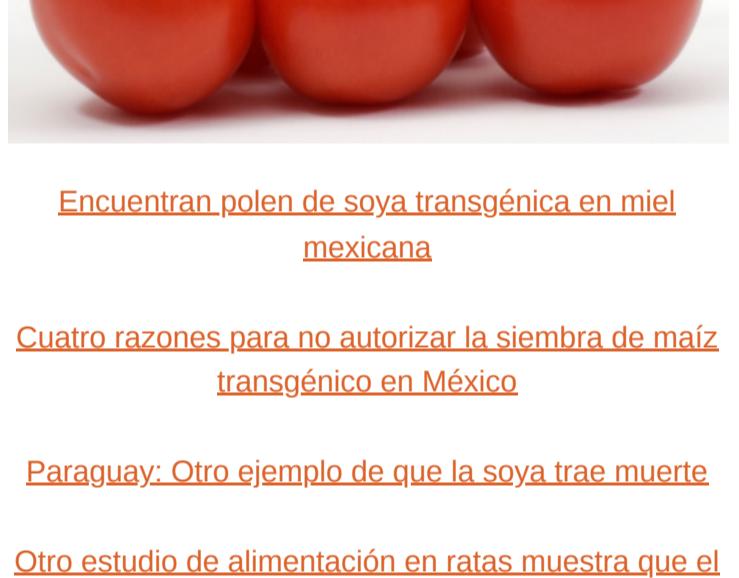 Encuentran polen de soya transgénica en miel
mexicana
Cuatro razones para no autorizar la siembra de maíz
transgénico en México
Paraguay: Otro ejemplo de que la soya trae muerte
Otro estudio de alimentación en ratas muestra que el